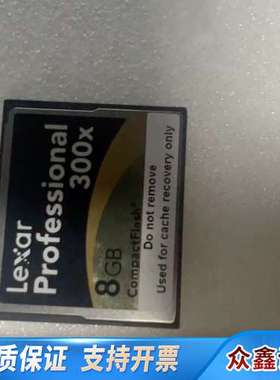 Lexar
Professional
300x
8GB
CompactFlash®
Do not remove
Used for cache recovery only
质保证 支持开票
众鑫